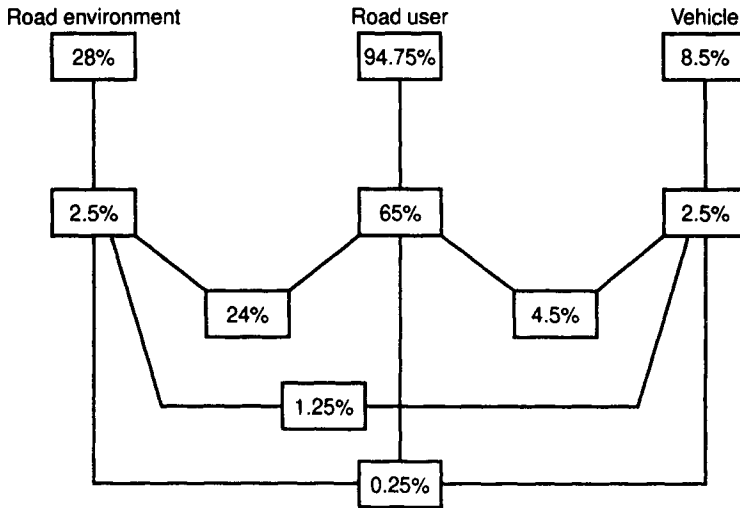 Road environment Road user Vehicle
28% 94.75% 8.5%
2.5% 65% 2.5%
24% 4.5%
1.25%
0.25%